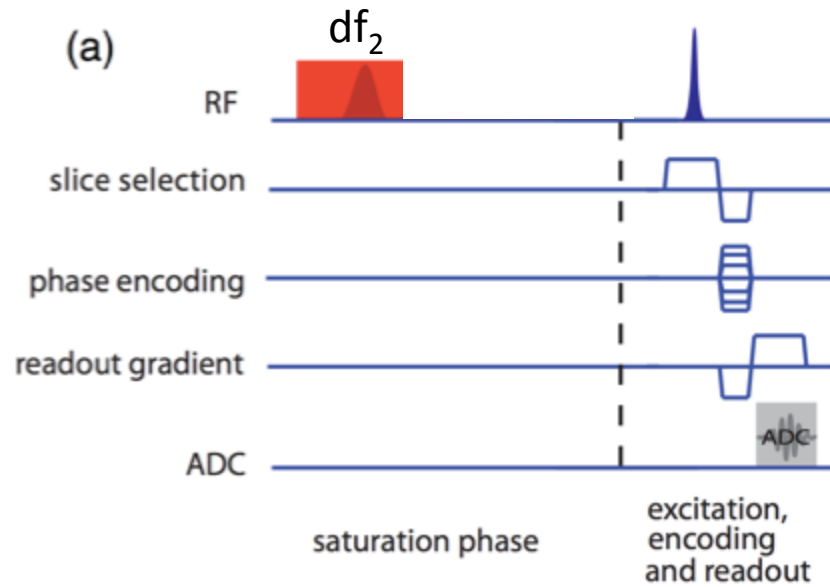 (a)
df₂
RF
slice selection
phase encoding
readout gradient
ADC
ADC
saturation phase
excitation,
encoding
and readout